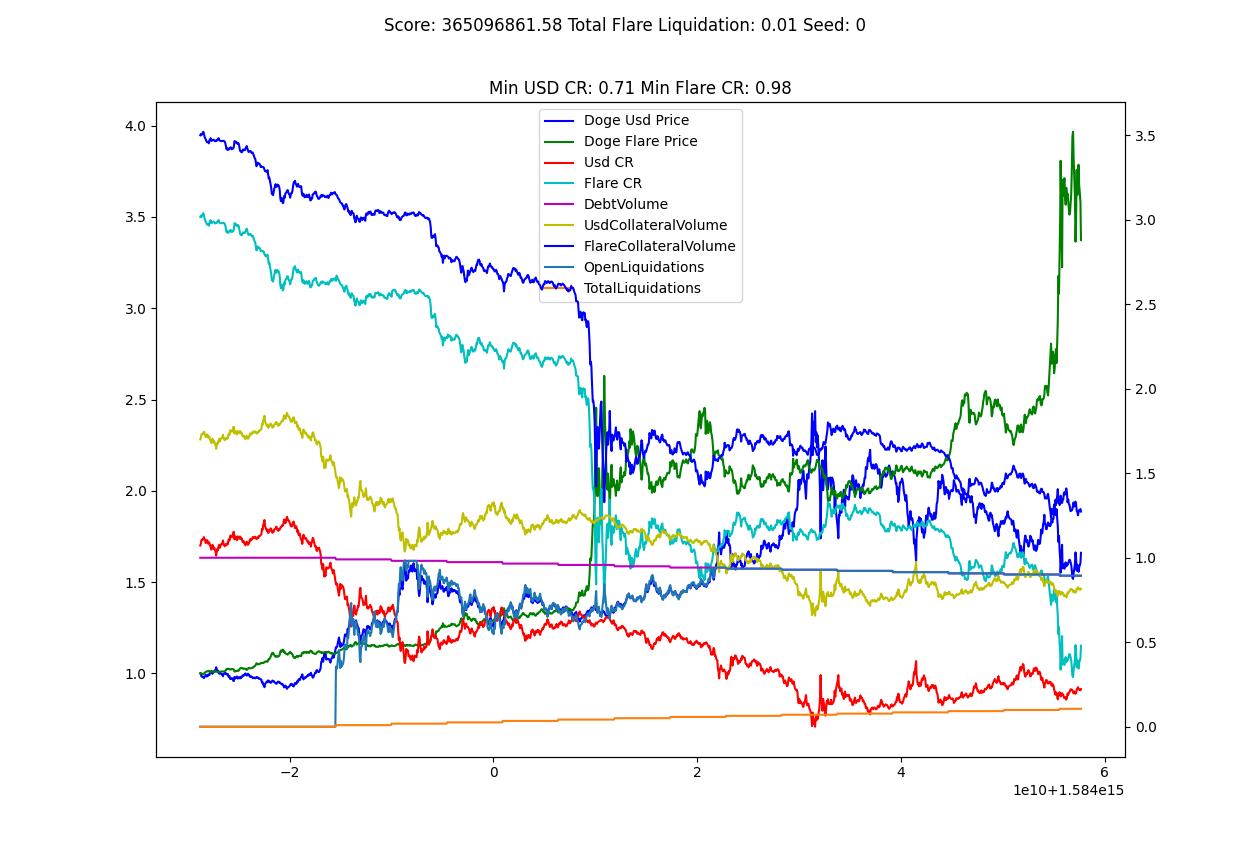 Score: 365096861.58 Total Flare Liquidation: 0.01 Seed: 0
Min USD CR: 0.71 Min Flare CR: 0.98
Doge Usd Price
Doge Flare Price
Usd CR
Flare CR
DebtVolume
UsdCollateralVolume
FlareCollateralVolume
OpenLiquidations
TotalLiquidations
4.0
3.5
3.0
2.5
2.0
1.5
1.0
3.5
3.0
2.5
2.0
1.5
1.0
0.5
0.0
−2 0 2 4 6
1e10+1.584e15